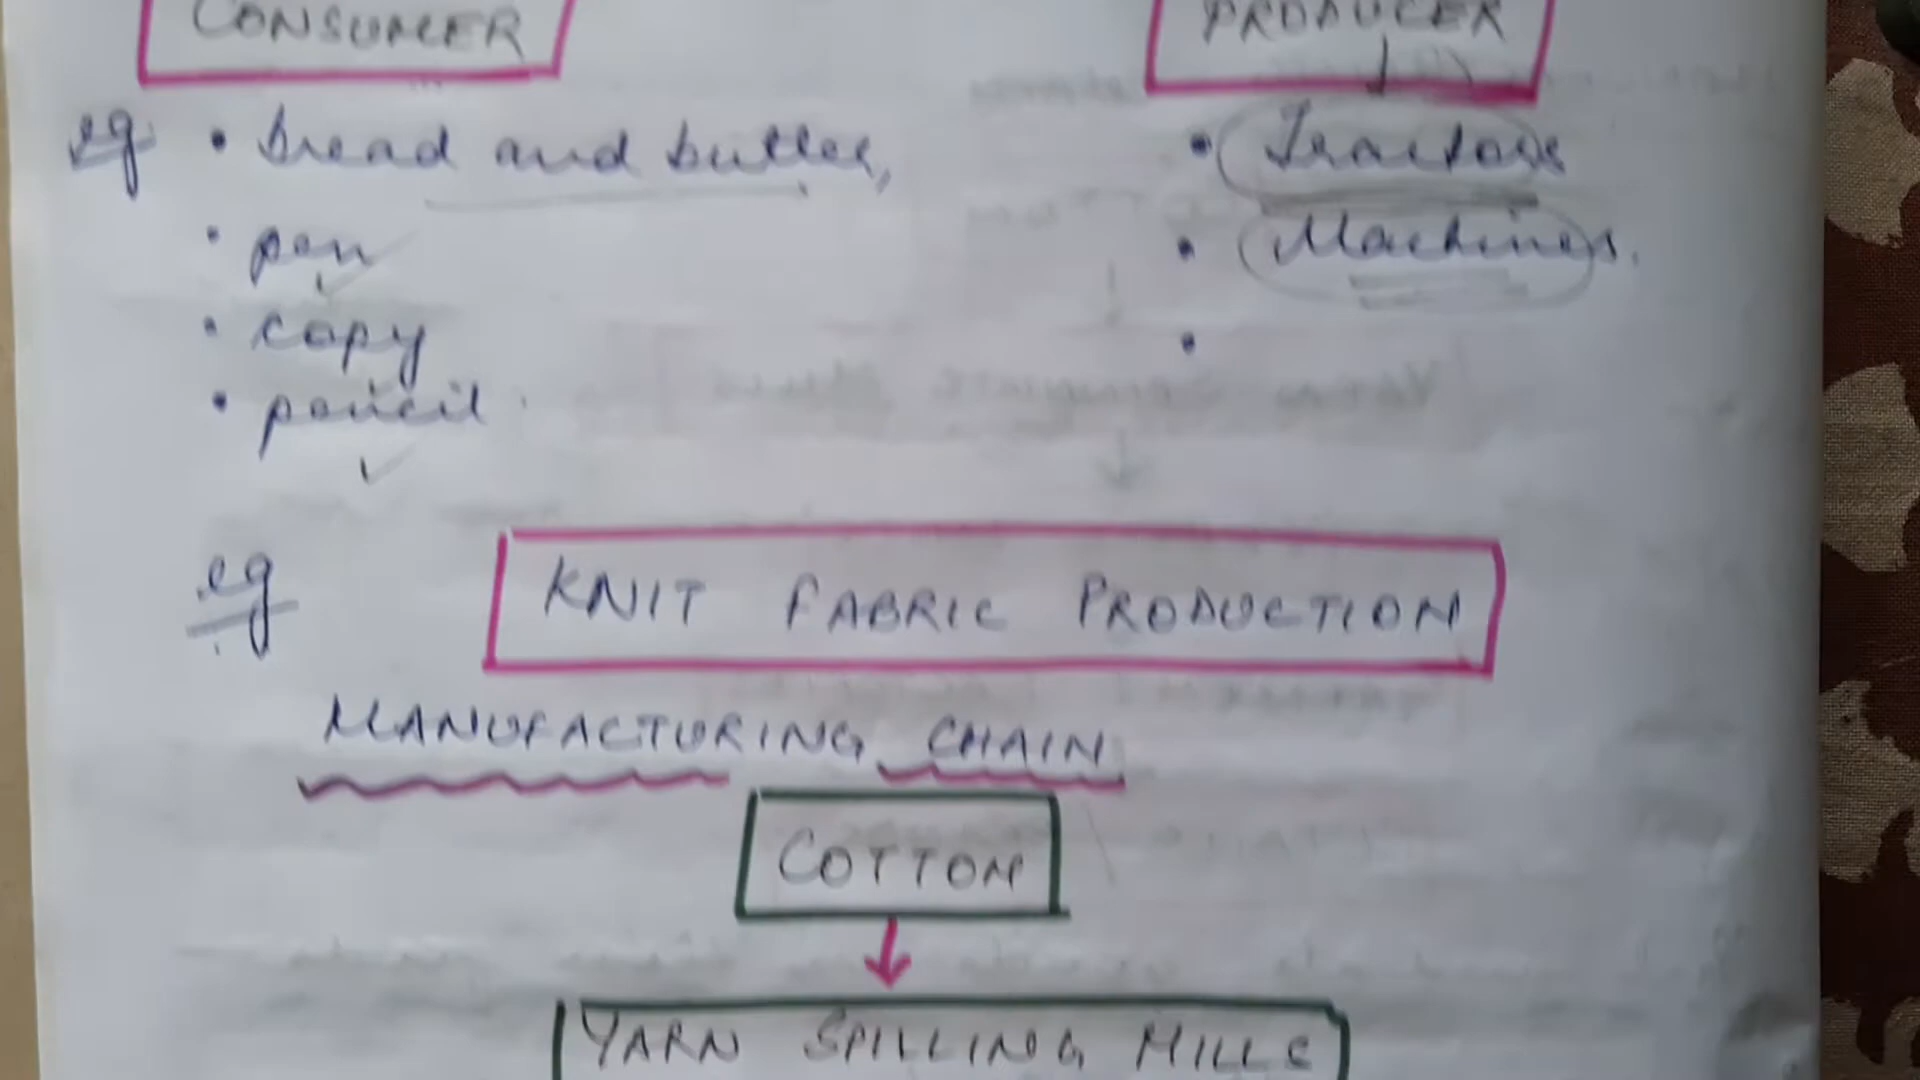 CONSUMER PRODUCER
eg • bread and butter, • Tractors
• pen • Machines.
• copy •
• pencil.
eg KNIT FABRIC PRODUCTION
MANUFACTURING CHAIN
COTTON
YARN SPILLING MILLS